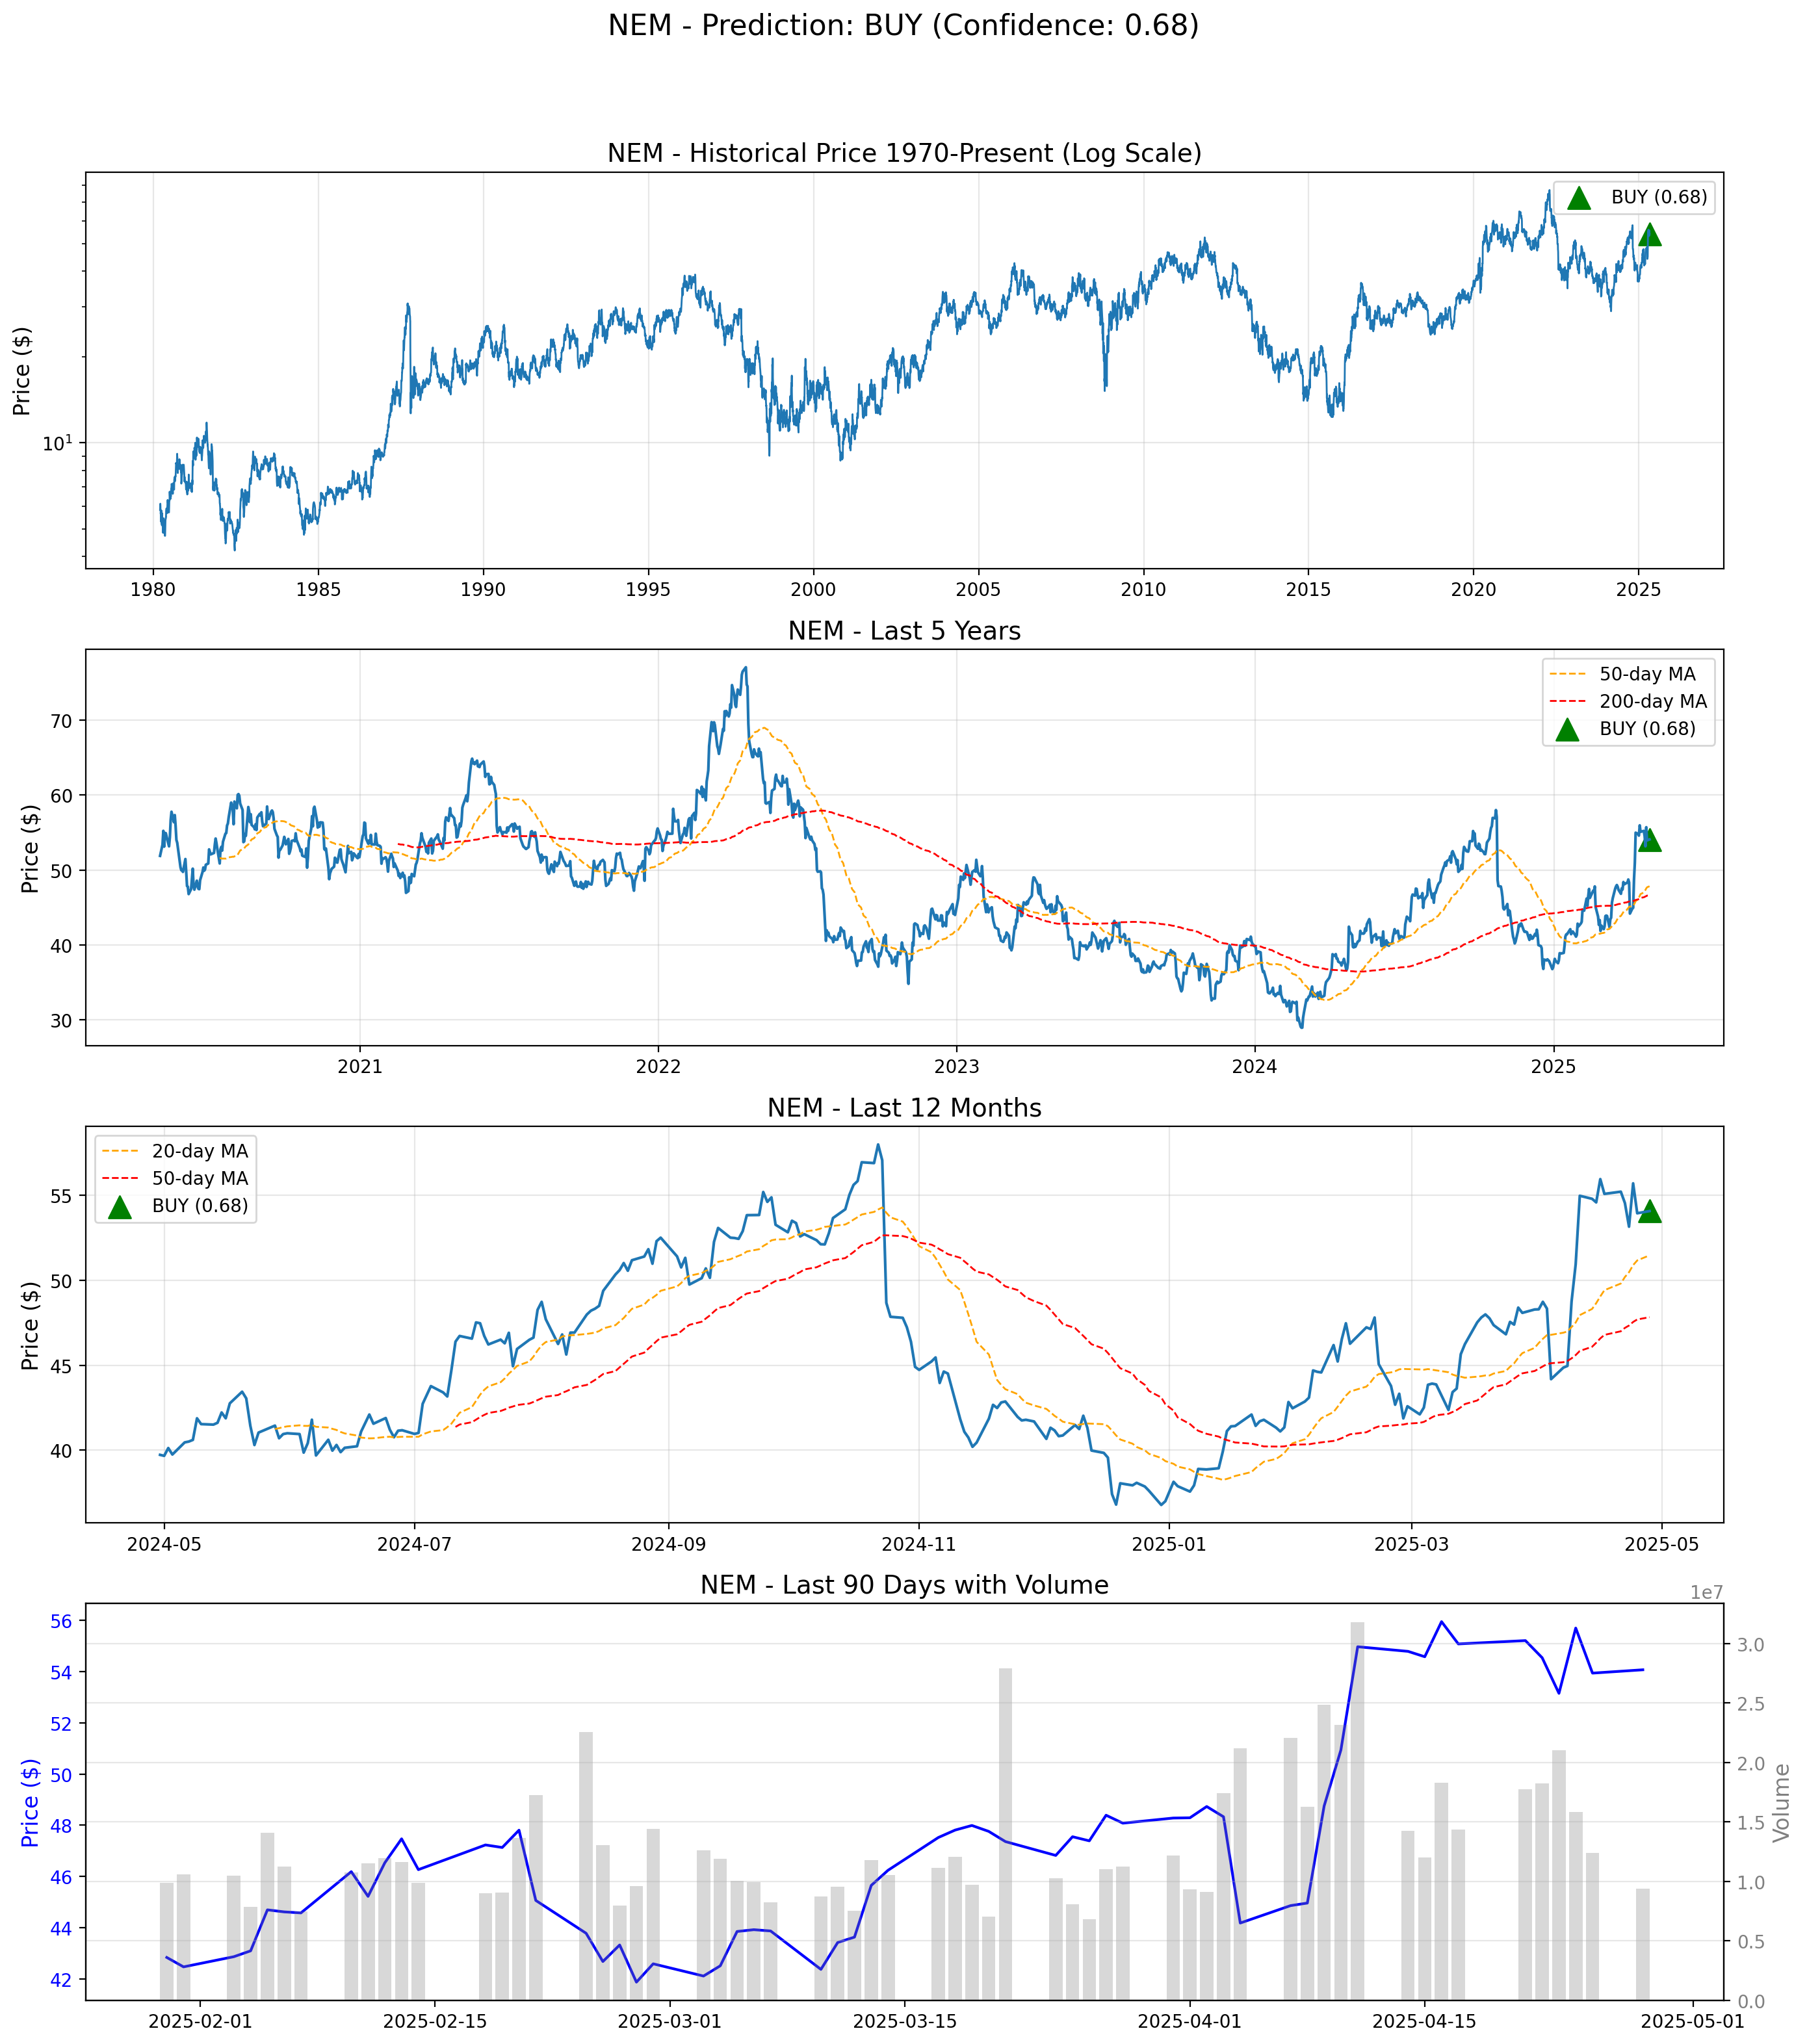 NEM - Prediction: BUY (Confidence: 0.68)
NEM - Historical Price 1970-Present (Log Scale)
BUY (0.68)
Price ($)
10¹
1980 1985 1990 1995 2000 2005 2010 2015 2020 2025
NEM - Last 5 Years
50-day MA
200-day MA
BUY (0.68)
Price ($)
70
60
50
40
30
2021 2022 2023 2024 2025
NEM - Last 12 Months
20-day MA
50-day MA
BUY (0.68)
Price ($)
55
50
45
40
2024-05 2024-07 2024-09 2024-11 2025-01 2025-03 2025-05
NEM - Last 90 Days with Volume
1e7
Price ($)
56
54
52
50
48
46
44
42
3.0
2.5
2.0
1.5
1.0
0.5
0.0
Volume
2025-02-01 2025-02-15 2025-03-01 2025-03-15 2025-04-01 2025-04-15 2025-05-01